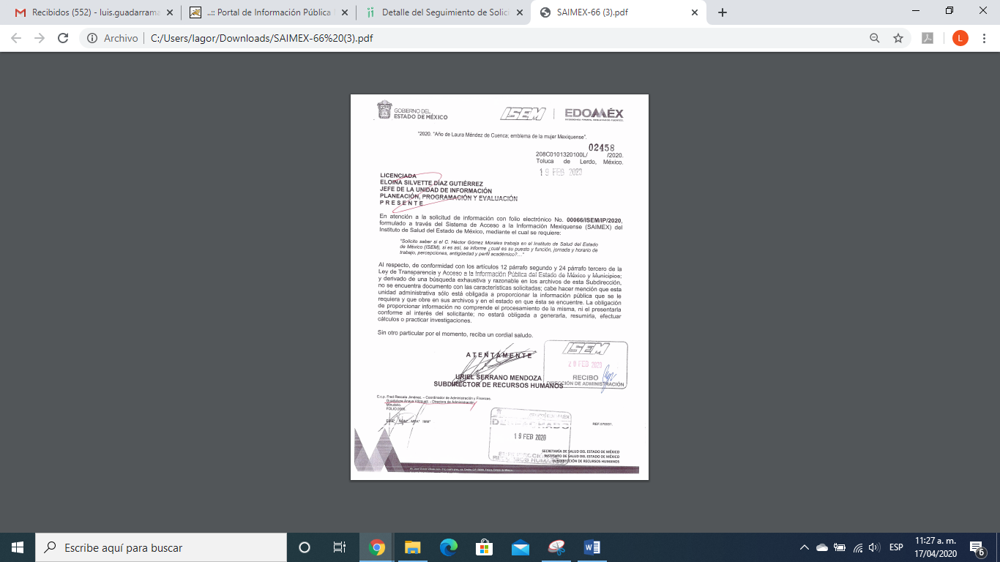 Recibidos (552) - luis.guadarrama
..:: Portal de Información Pública
Detalle del Seguimiento de Solici
SAIMEX-66 (3).pdf
Archivo
C:/Users/lagor/Downloads/SAIMEX-66%20(3).pdf
L
GOBIERNO DEL
ESTADO DE MÉXICO
ISEM
EDOMÉX
"2020. "Año de Laura Méndez de Cuenca; emblema de la mujer Mexiquense".
02458
208C0101320100L/ /2020.
Toluca de Lerdo, México.
19 FEB 2020
LICENCIADA
ELOINA SILVETTE DÍAZ GUTIÉRREZ
JEFE DE LA UNIDAD DE INFORMACIÓN
PLANEACIÓN, PROGRAMACIÓN Y EVALUACIÓN
P R E S E N T E
En atención a la solicitud de información con folio electrónico No. 00066/ISEM/IP/2020,
formulado a través del Sistema de Acceso a la Información Mexiquense (SAIMEX) del
Instituto de Salud del Estado de México, mediante el cual se requiere:
"Solicito saber si el C. Héctor Gómez Morales trabaja en el Instituto de Salud del Estado
de México (ISEM), si es así, se informe ¿cual es su puesto y función, jornada y horario de
trabajo, percepciones, antigüedad y perfil académico?..."
Al respecto, de conformidad con los artículos 12 párrafo segundo y 24 párrafo tercero de la
Ley de Transparencia y Acceso a la Información Pública del Estado de México y Municipios;
y derivado de una búsqueda exhaustiva y razonable en los archivos de esta Subdirección,
no se encuentra documento con las características solicitadas; cabe hacer mención que esta
unidad administrativa sólo está obligada a proporcionar la información pública que se le
requiera y que obre en sus archivos y en el estado en que ésta se encuentre. La obligación
de proporcionar información no comprende el procesamiento de la misma, ni el presentarla
conforme al interés del solicitante; no estará obligada a generarla, resumirla, efectuar
cálculos o practicar investigaciones.
Sin otro particular por el momento, reciba un cordial saludo.
A T E N T A M E N T E
URIEL SERRANO MENDOZA
SUBDIRECTOR DE RECURSOS HUMANOS
ISEM
20 FEB 2020
RECIBO
DIRECCIÓN DE ADMINISTRACIÓN
C.c.p. Fred Rescala Jiménez. – Coordinador de Administración y Finanzas.
Guadalupe Anaya Vázquez. - Directora de Administración
Minutario.
19 FEB 2020
SECRETARÍA DE SALUD DEL ESTADO DE MÉXICO
INSTITUTO DE SALUD DEL ESTADO DE MÉXICO
SUBDIRECCIÓN DE RECURSOS HUMANOS
Escribe aquí para buscar
ESP
11:27 a. m.
17/04/2020
6